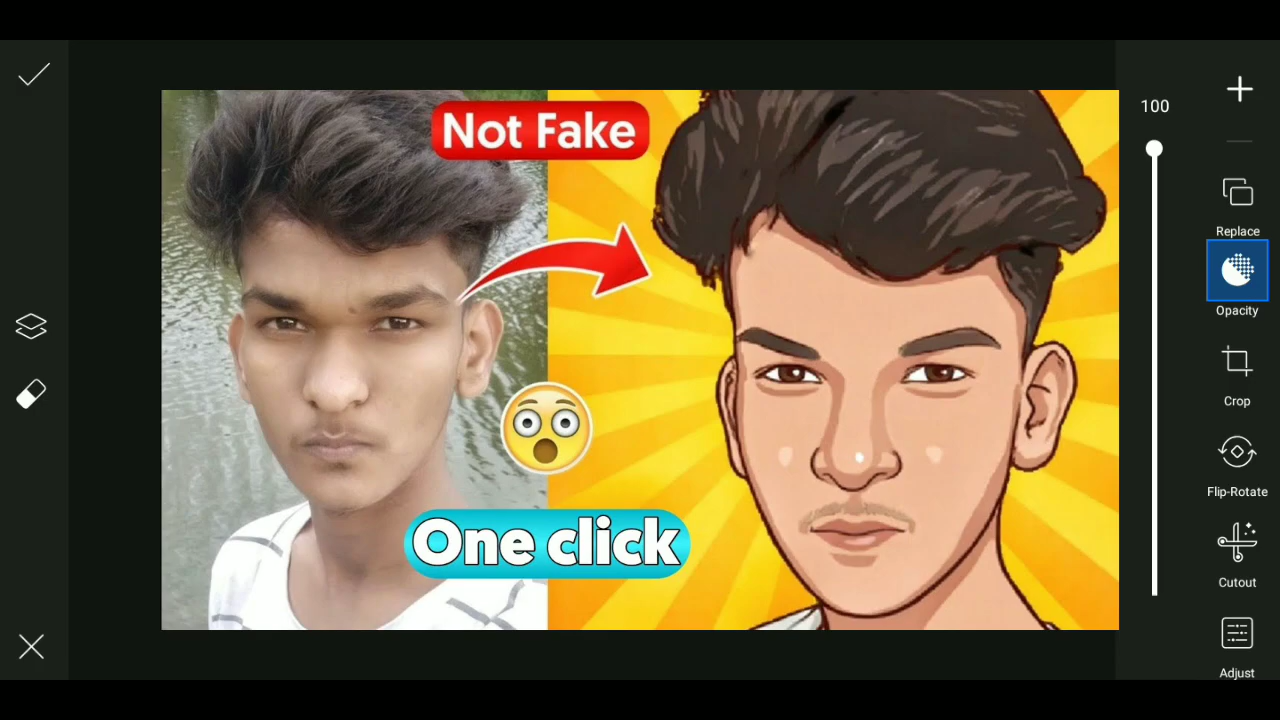 Not Fake
One click
100
Replace
Opacity
Crop
Flip-Rotate
Cutout
Adjust